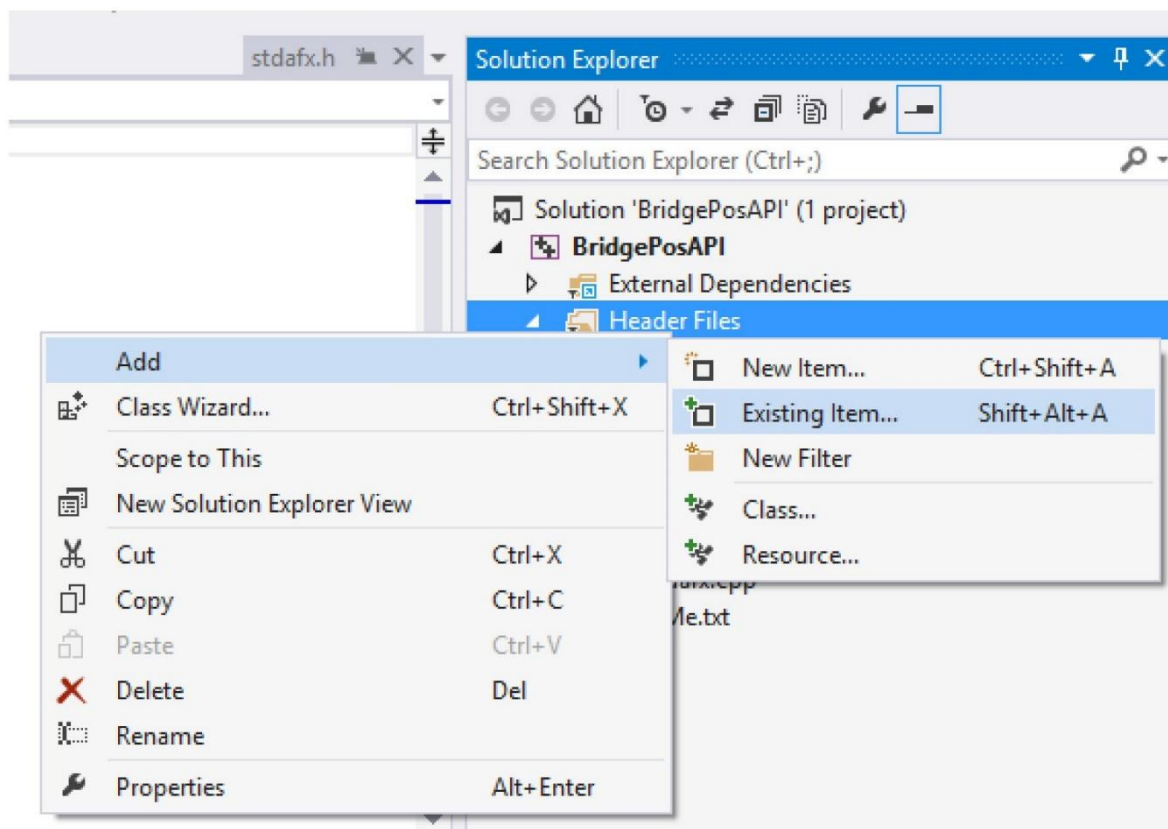 stdafx.h
Solution Explorer
Search Solution Explorer (Ctrl+;)
Solution 'BridgePosAPI' (1 project)
BridgePosAPI
External Dependencies
Header Files
Add
Class Wizard... Ctrl+Shift+X
Scope to This
New Solution Explorer View
Cut Ctrl+X
Copy Ctrl+C
Paste Ctrl+V
Delete Del
Rename
Properties Alt+Enter
New Item... Ctrl+Shift+A
Existing Item... Shift+Alt+A
New Filter
Class...
Resource...
Me.txt